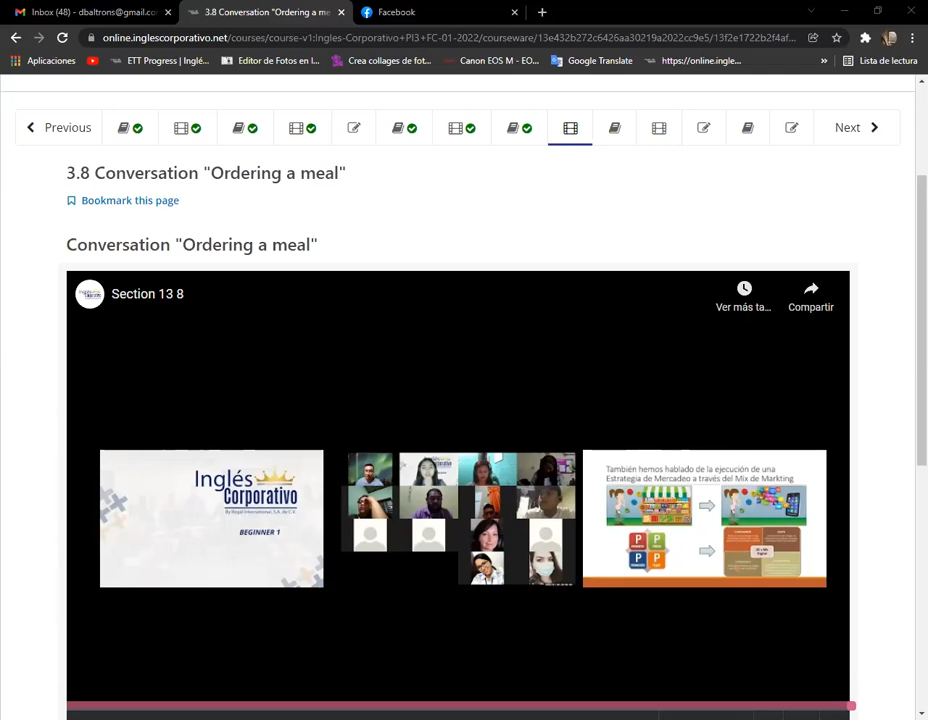 Inbox (48) - dbaltrons@gmail.co
3.8 Conversation "Ordering a me
Facebook
online.inglescorporativo.net/courses/course-v1:Ingles-Corporativo+PI3+FC-01-2022/courseware/13e432b272c6426aa30219a2022cc9e5/13f2e1722b2f4af...
Aplicaciones
ETT Progress | Inglé...
Editor de Fotos en l...
Crea collages de fot...
Canon EOS M - EO...
Google Translate
https://online.ingle...
»
Lista de lectura
Previous
Next
3.8 Conversation "Ordering a meal"
Bookmark this page
Conversation "Ordering a meal"
Section 13 8
Ver más ta...
Compartir
Inglés
Corporativo
By Regal International, S.A. de C.V.
BEGINNER 1
También hemos hablado de la ejecución de una
Estrategia de Mercadeo a través del Mix de Markting
P P
P P